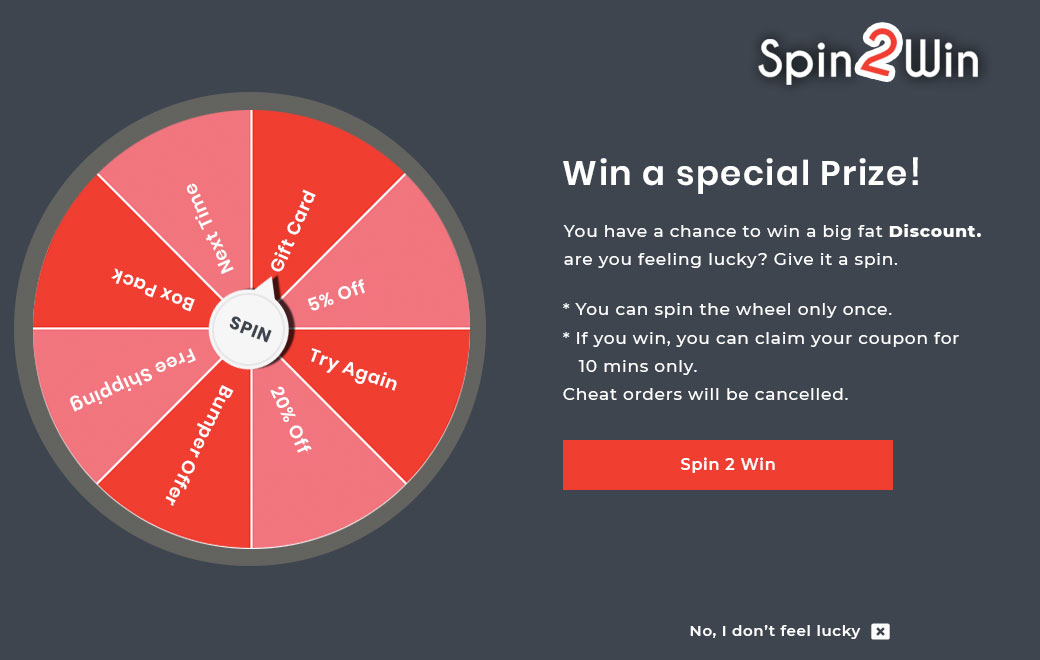 Spin2Win
Win a special Prize!
You have a chance to win a big fat Discount.
are you feeling lucky? Give it a spin.
* You can spin the wheel only once.
* If you win, you can claim your coupon for
10 mins only.
Cheat orders will be cancelled.
Spin 2 Win
No, I don’t feel lucky
Gift Card
5% Off
Try Again
20% Off
Bumper Offer
Free Shipping
Box Pack
Next Time
SPIN